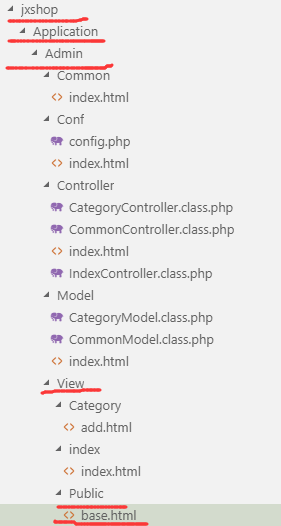 jxshop
Application
Admin
Common
index.html
Conf
config.php
index.html
Controller
CategoryController.class.php
CommonController.class.php
index.html
IndexController.class.php
Model
CategoryModel.class.php
CommonModel.class.php
index.html
View
Category
add.html
index
index.html
Public
base.html